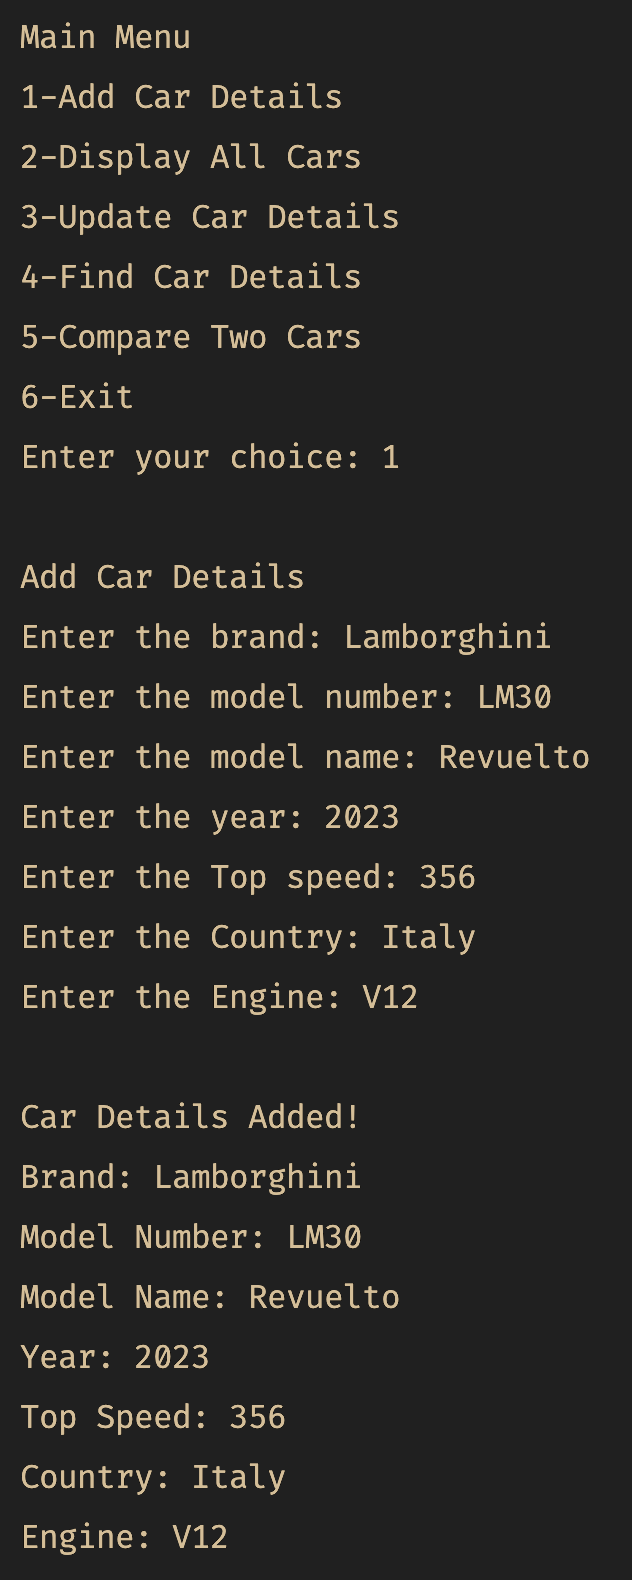 Main Menu
1-Add Car Details
2-Display All Cars
3-Update Car Details
4-Find Car Details
5-Compare Two Cars
6-Exit
Enter your choice: 1
Add Car Details
Enter the brand: Lamborghini
Enter the model number: LM30
Enter the model name: Revuelto
Enter the year: 2023
Enter the Top speed: 356
Enter the Country: Italy
Enter the Engine: V12
Car Details Added!
Brand: Lamborghini
Model Number: LM30
Model Name: Revuelto
Year: 2023
Top Speed: 356
Country: Italy
Engine: V12